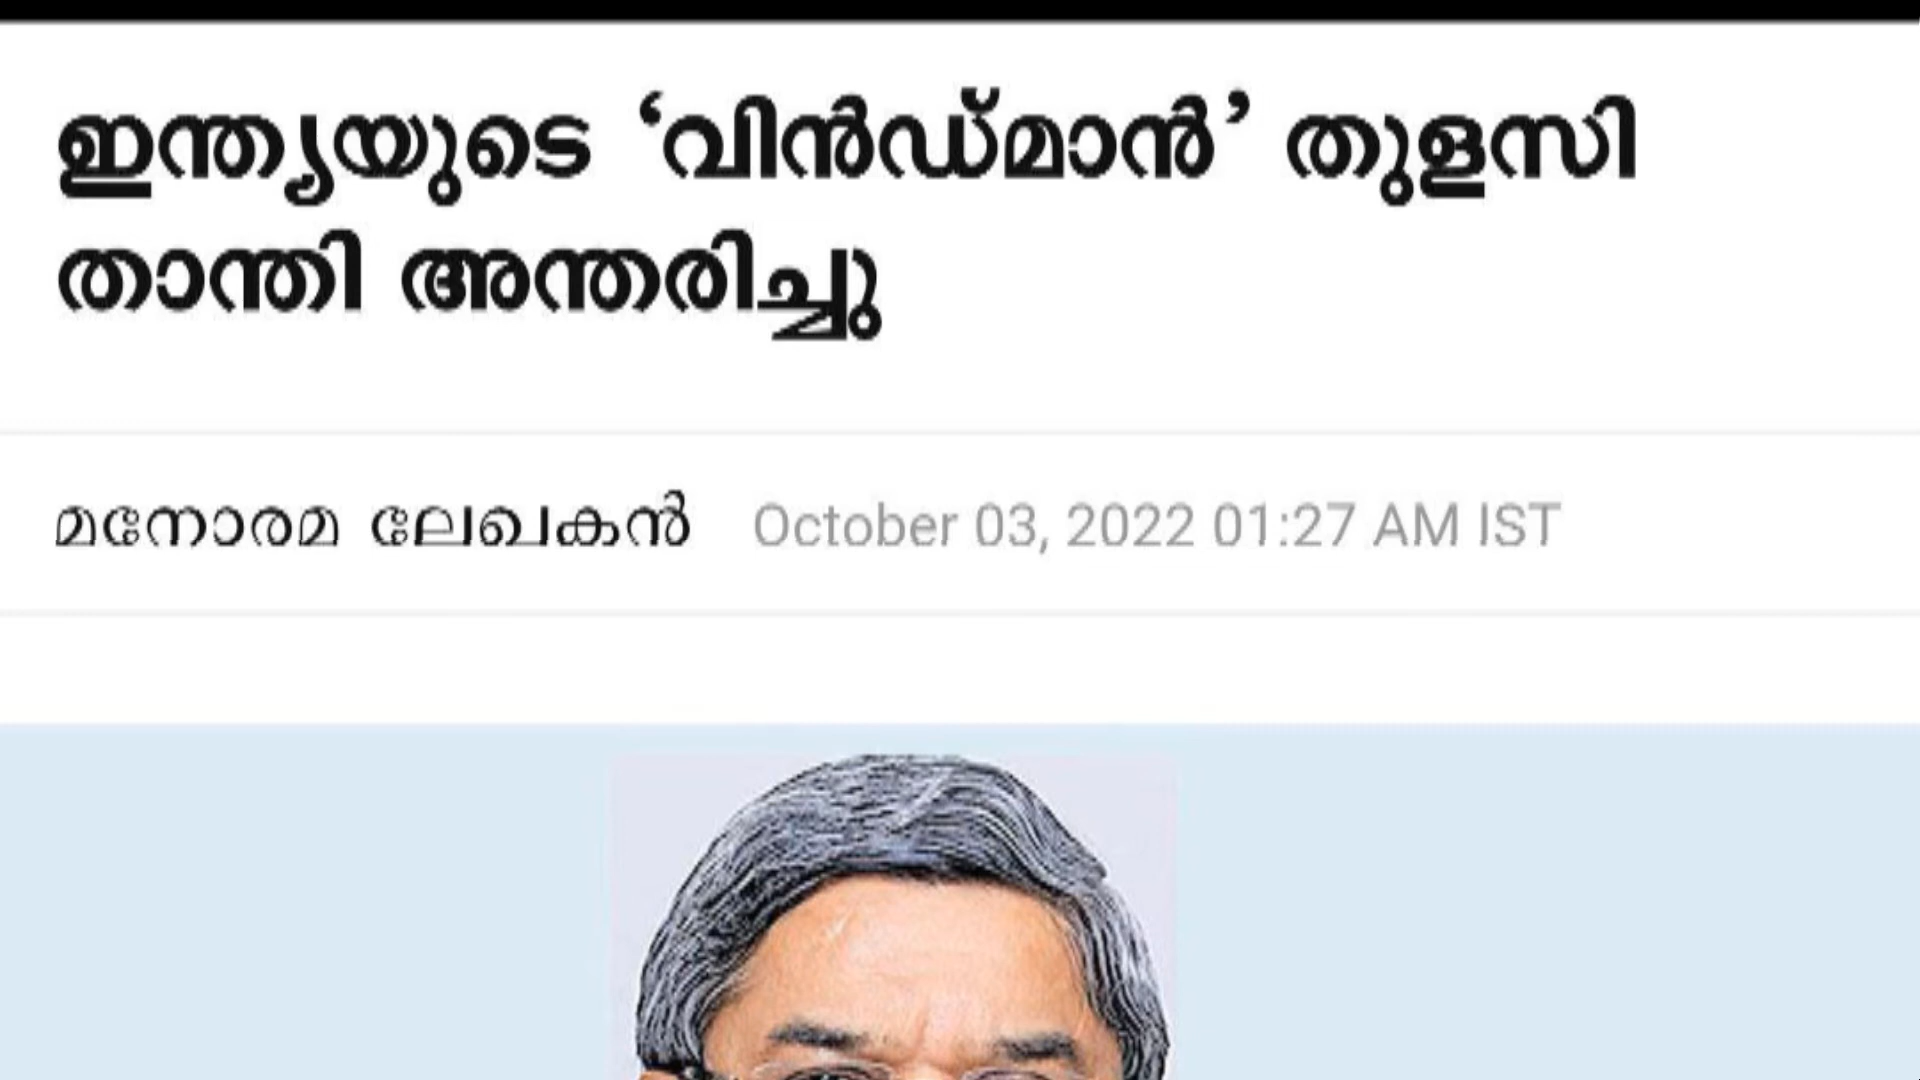 ഇന്ത്യയുടെ ‘വിൻഡ്മാൻ’ തുളസി
താന്തി അന്തരിച്ചു
മനോരമ ലേഖകൻ October 03, 2022 01:27 AM IST